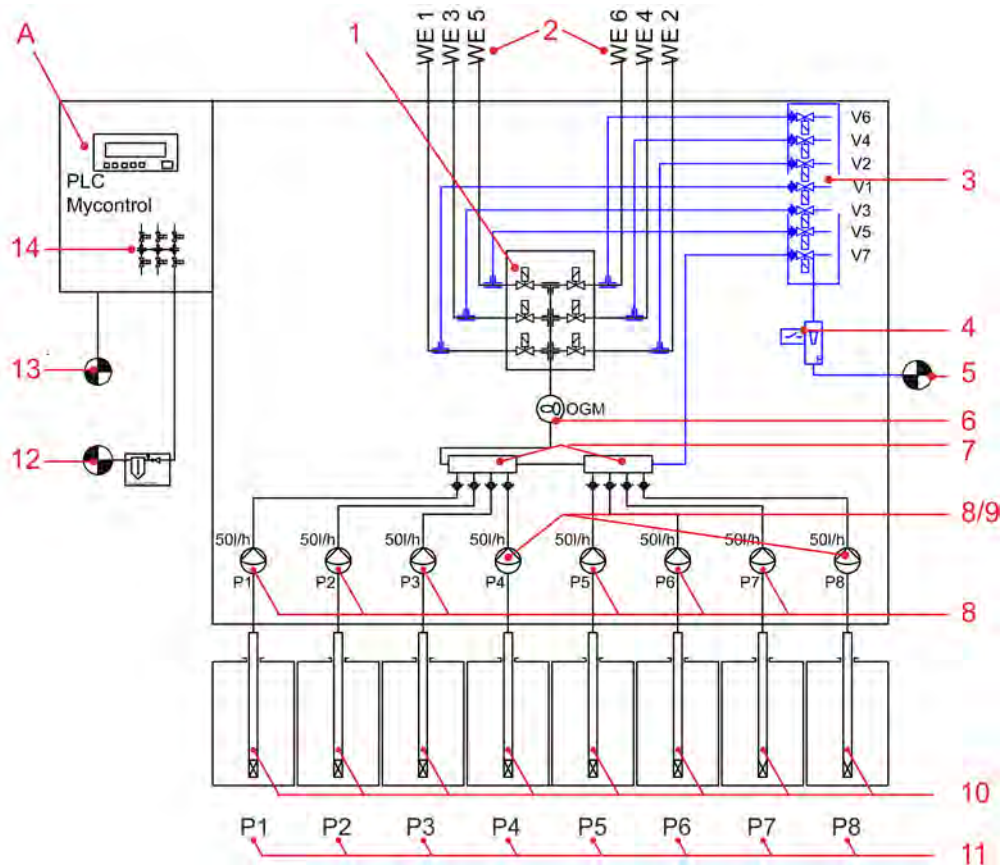 A
1
2
WE 1
WE 3
WE 5
WE 6
WE 4
WE 2
PLC
Mycontrol
V6
V4
V2
V1
V3
V5
V7
3
14
4
13
5
OGM
6
7
12
8/9
50l/h 50l/h 50l/h 50l/h 50l/h 50l/h 50l/h 50l/h
P1 P2 P3 P4 P5 P6 P7 P8
8
10
P1 P2 P3 P4 P5 P6 P7 P8
11